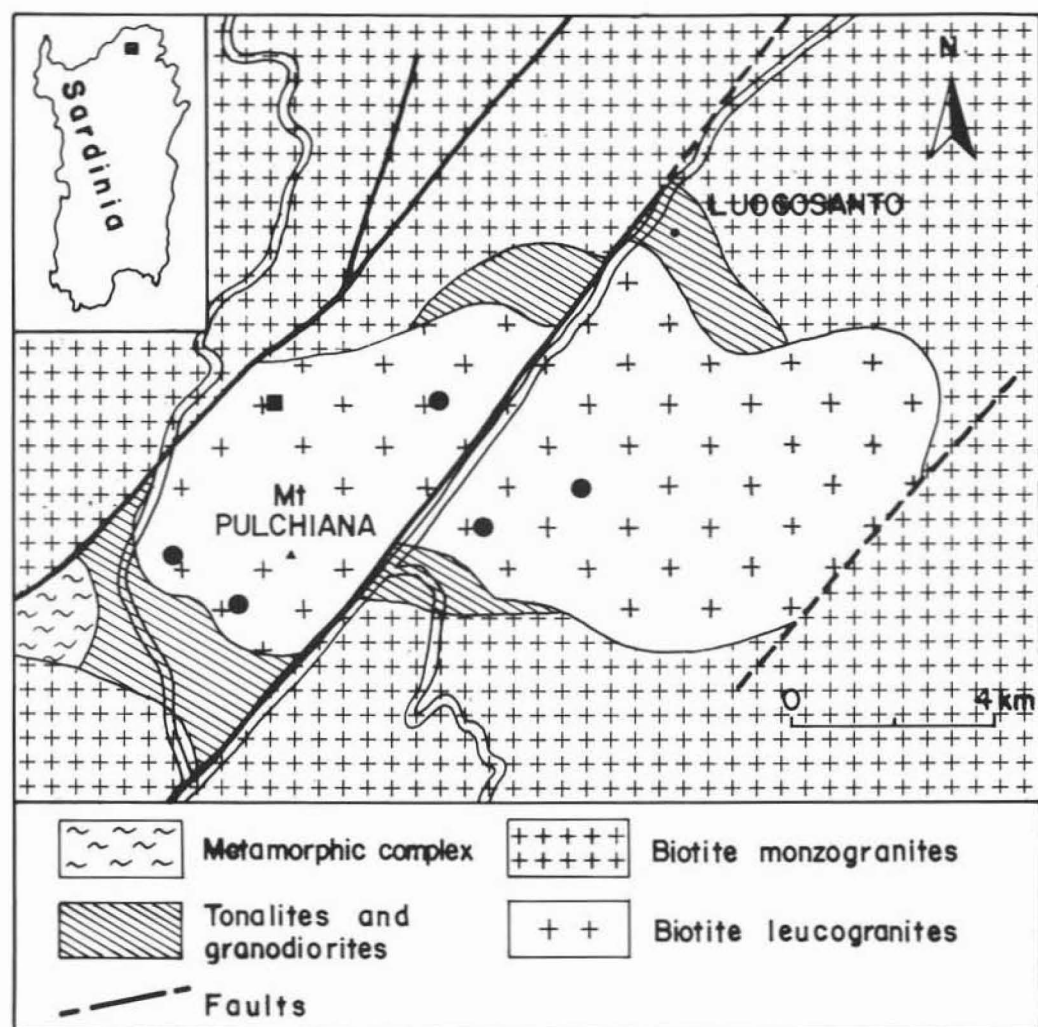 Sardinia
N
LUOGOSANTO
Mt
PULCHIANA
0 4 km
Metamorphic complex
Biotite monzogranites
Tonalites and
granodiorites
Biotite leucogranites
Faults